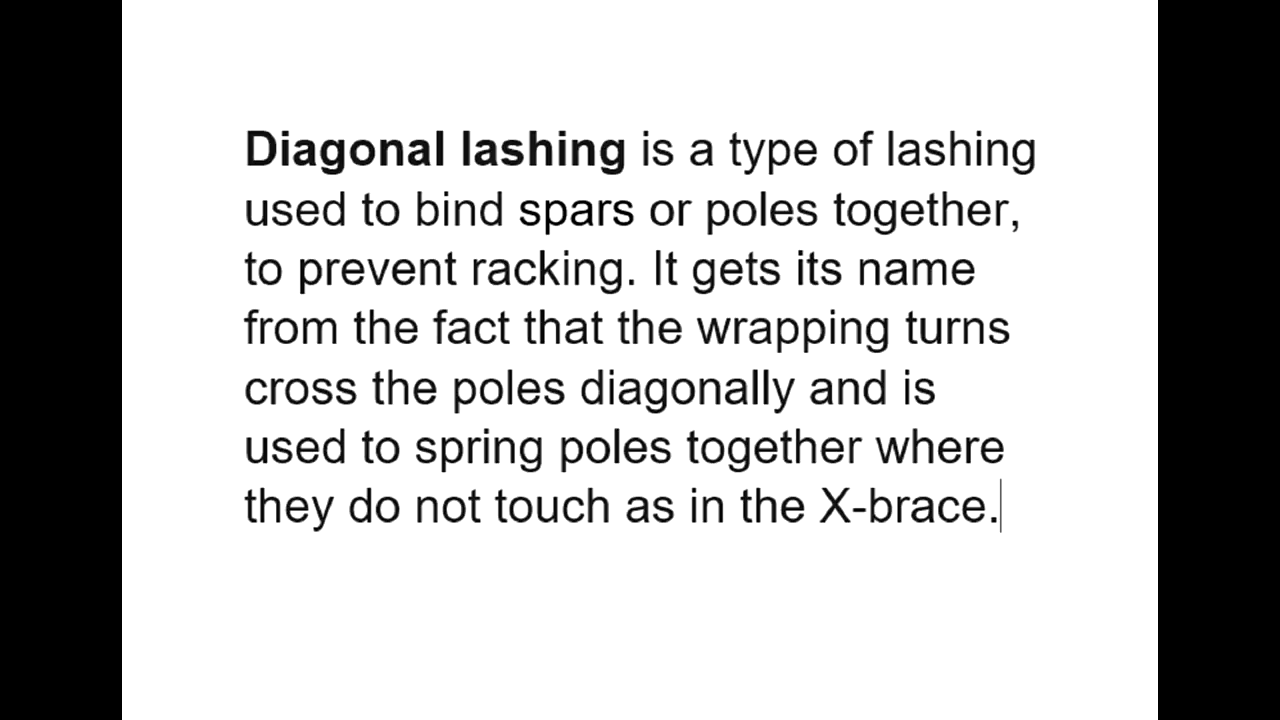 Diagonal lashing is a type of lashing
used to bind spars or poles together,
to prevent racking. It gets its name
from the fact that the wrapping turns
cross the poles diagonally and is
used to spring poles together where
they do not touch as in the X-brace.